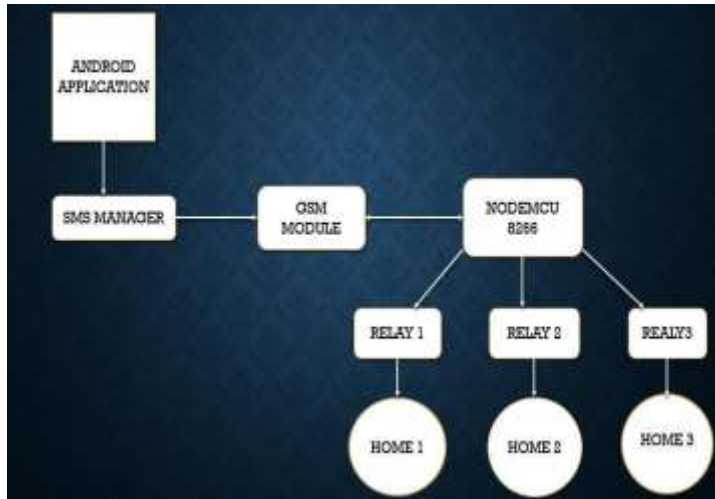 ANDROID
APPLICATION
SMS MANAGER
GSM
MODULE
NODEMCU
8266
RELAY 1
RELAY 2
REALY3
HOME 1
HOME 2
HOME 3